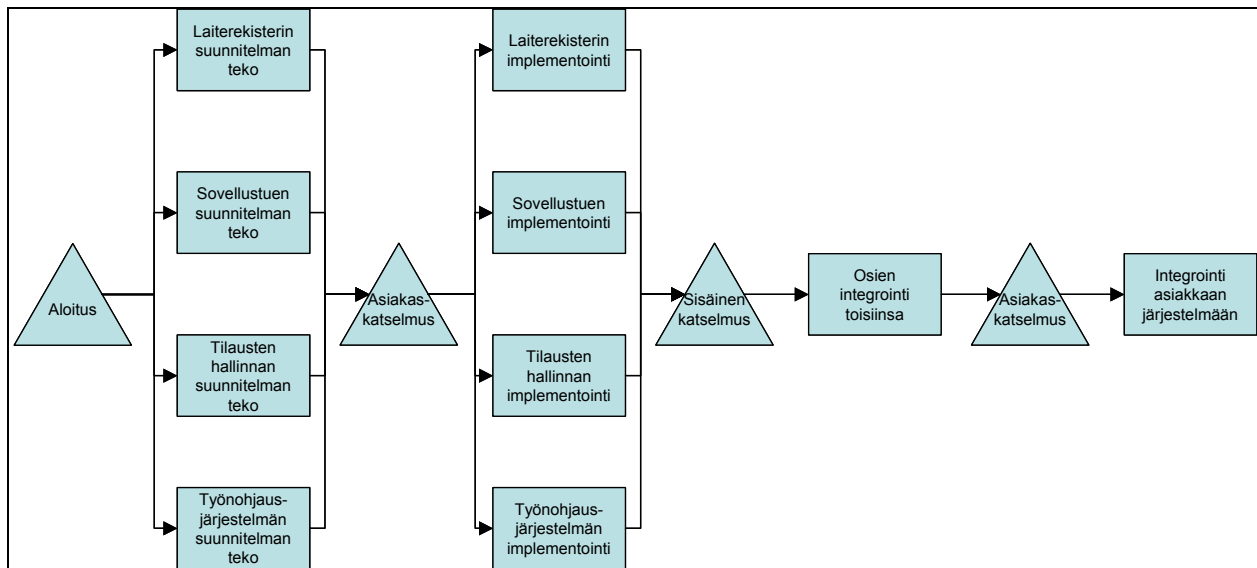 Laiterekisterin
suunnitelman
teko
Laiterekisterin
implementointi
Sovellustuen
suunnitelman
teko
Sovellustuen
implementointi
Aloitus
Asiakas-
katselmus
Sisäinen
katselmus
Osien
integrointi
toisiinsa
Asiakas-
katselmus
Integrointi
asiakkaan
järjestelmään
Tilausten
hallinnan
suunnitelman
teko
Tilausten
hallinnan
implementointi
Työnohjaus-
järjestelmän
suunnitelman
teko
Työnohjaus-
järjestelmän
implementointi